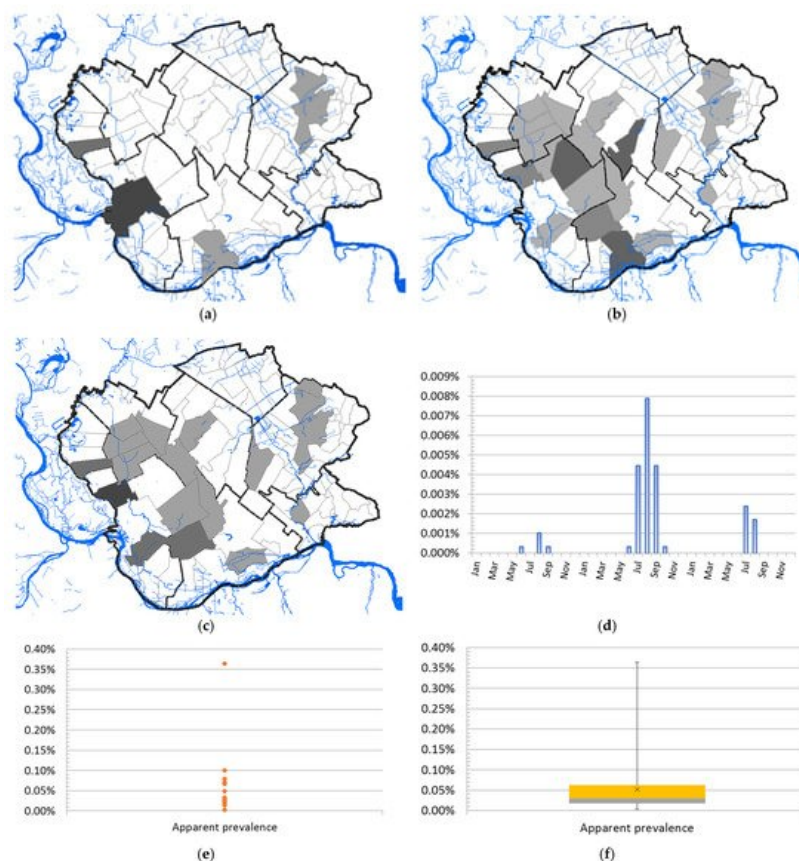 (a)
(b)
0.009%
0.008%
0.007%
0.006%
0.004%
0.003%
0.002%
0.001%
0.000%
Jan
Mar
May
Jul
Sep
Nov
Jan
Mar
May
Jul
Sep
Nov
Jan
Mar
May
Jul
Sep
Nov
(c)
(d)
0.40%
0.35%
0.30%
0.25%
0.20%
0.15%
0.10%
0.05%
0.00%
Apparent prevalence
0.40%
0.35%
0.30%
0.25%
0.20%
0.15%
0.10%
0.05%
0.00%
Apparent prevalence
(e)
(f)